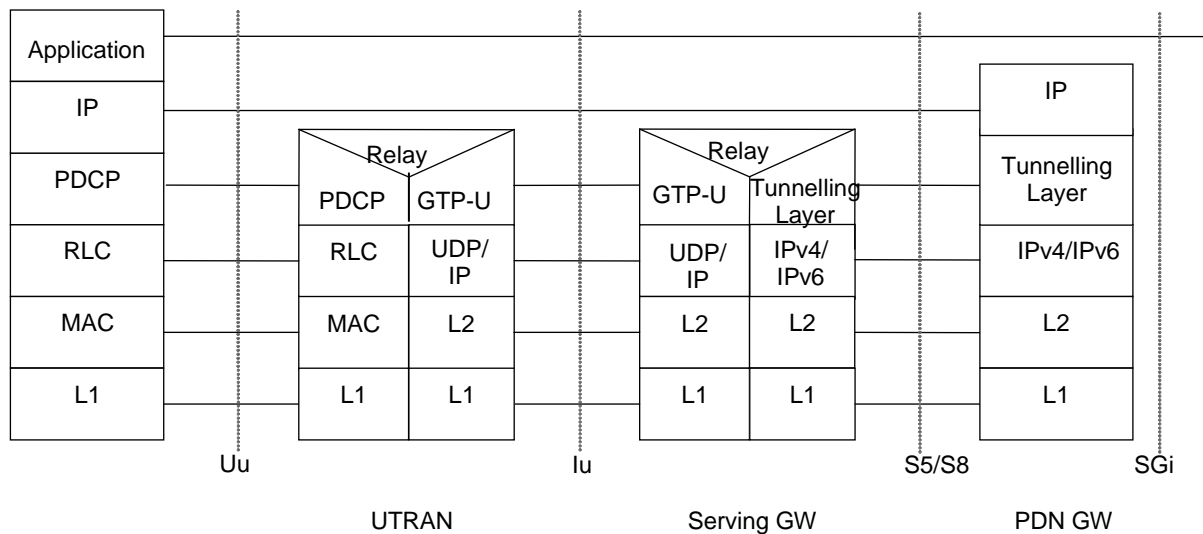 Application
IP
PDCP
RLC
MAC
L1
Relay
PDCP GTP-U
RLC UDP/
IP
MAC L2
L1 L1
Relay
GTP-U Tunnelling
Layer
UDP/
IP IPv4/
IPv6
L2 L2
L1 L1
IP
Tunnelling
Layer
IPv4/IPv6
L2
L1
Uu Iu S5/S8 SGi
UTRAN Serving GW PDN GW